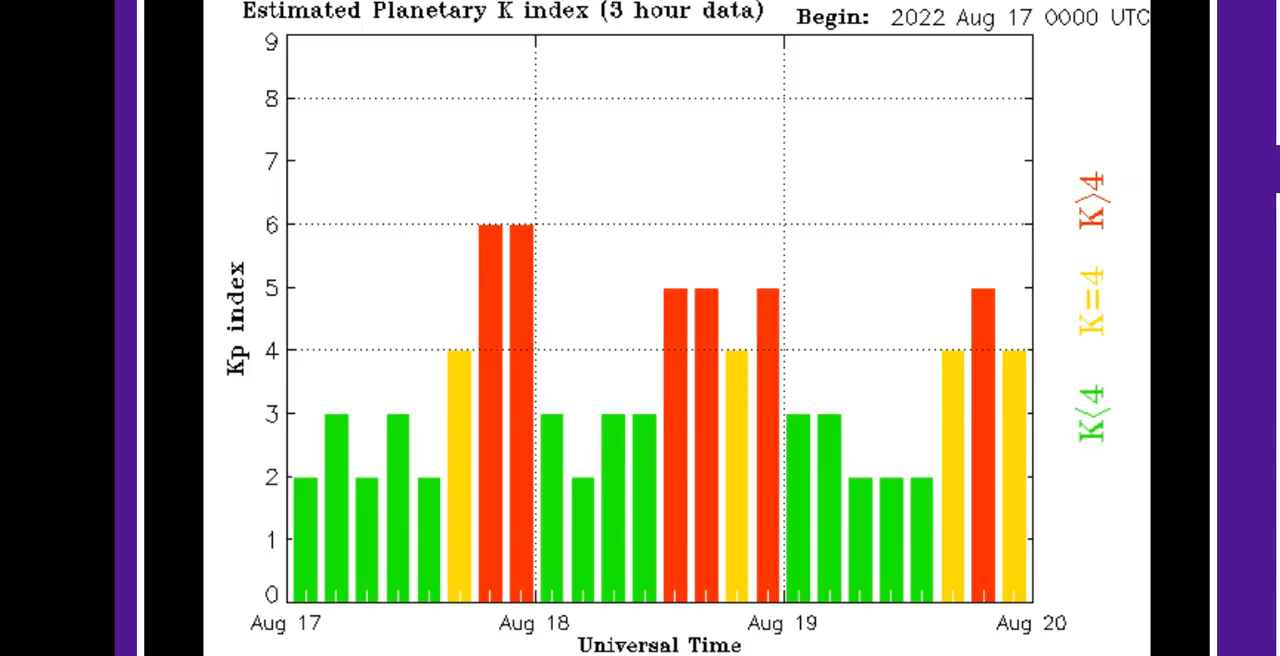 Estimated Planetary K index (3 hour data)
Begin: 2022 Aug 17 0000 UTC
9
8
7
6
5
4
3
2
1
0
Kp index
Aug 17
Aug 18
Aug 19
Aug 20
Universal Time
K>4
K=4
K<4